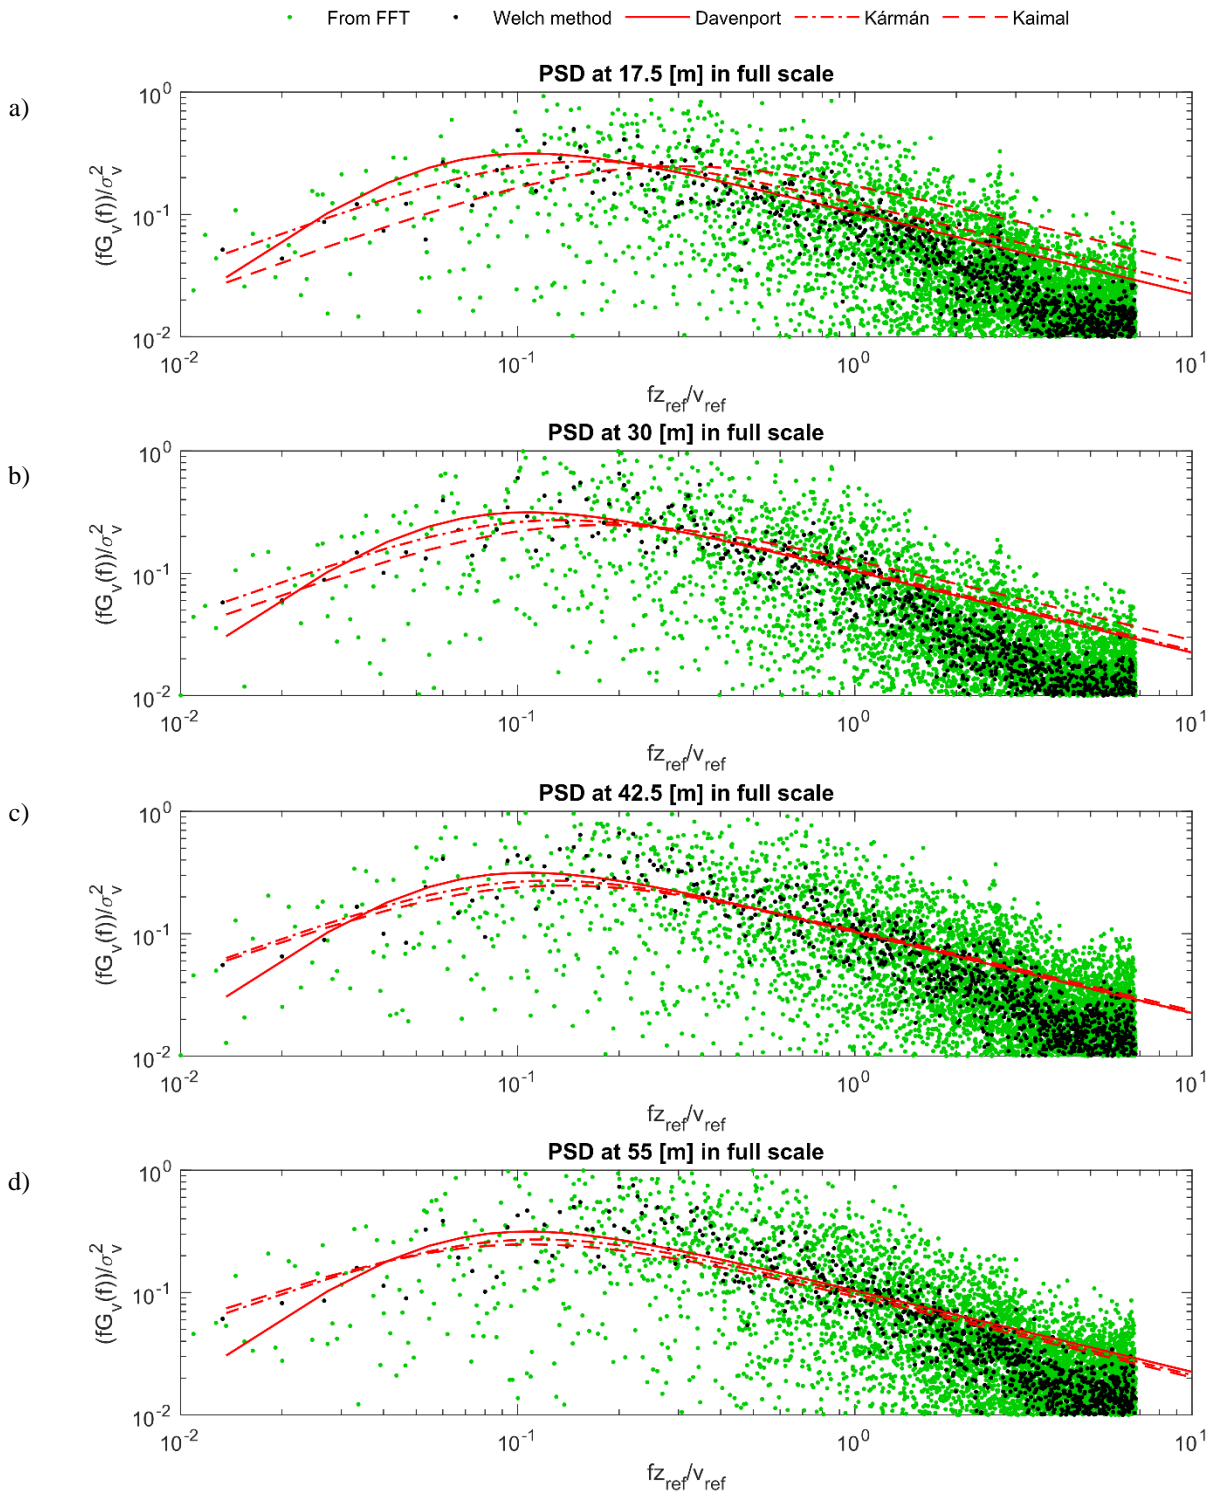 From FFT Welch method Davenport Kármán Kaimal
a)
PSD at 17.5 [m] in full scale
(fG_v(f))/σ_v^2
10^0
10^-1
10^-2
10^-2 10^-1 10^0 10^1
fz_ref/v_ref
b)
PSD at 30 [m] in full scale
(fG_v(f))/σ_v^2
10^0
10^-1
10^-2
10^-2 10^-1 10^0 10^1
fz_ref/v_ref
c)
PSD at 42.5 [m] in full scale
(fG_v(f))/σ_v^2
10^0
10^-1
10^-2
10^-2 10^-1 10^0 10^1
fz_ref/v_ref
d)
PSD at 55 [m] in full scale
(fG_v(f))/σ_v^2
10^0
10^-1
10^-2
10^-2 10^-1 10^0 10^1
fz_ref/v_ref